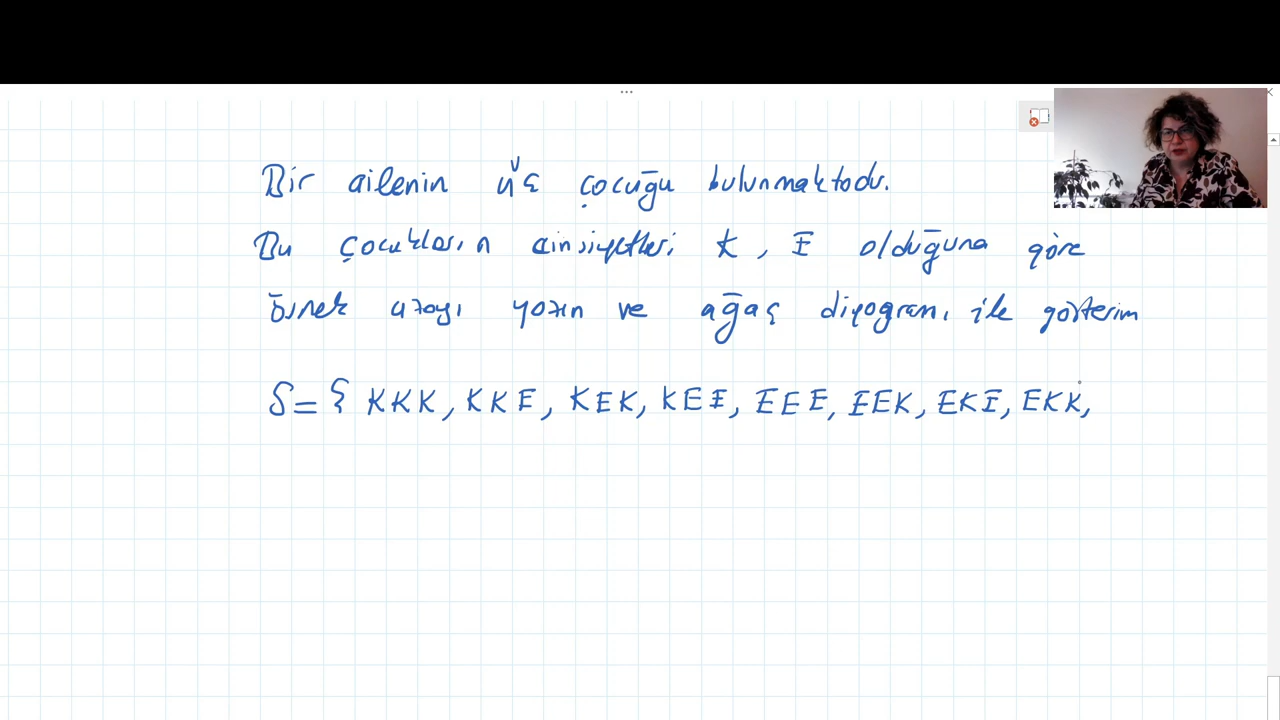 Bir ailenin üç çocuğu bulunmaktadır.
Bu çocukların cinsiyetleri K, E olduğuna göre
örnek uzayı yazın ve ağaç diyagramı ile gösterim
S = { KKK, KKE, KEK, KEE, EEE, EEK, EKE, EKK,